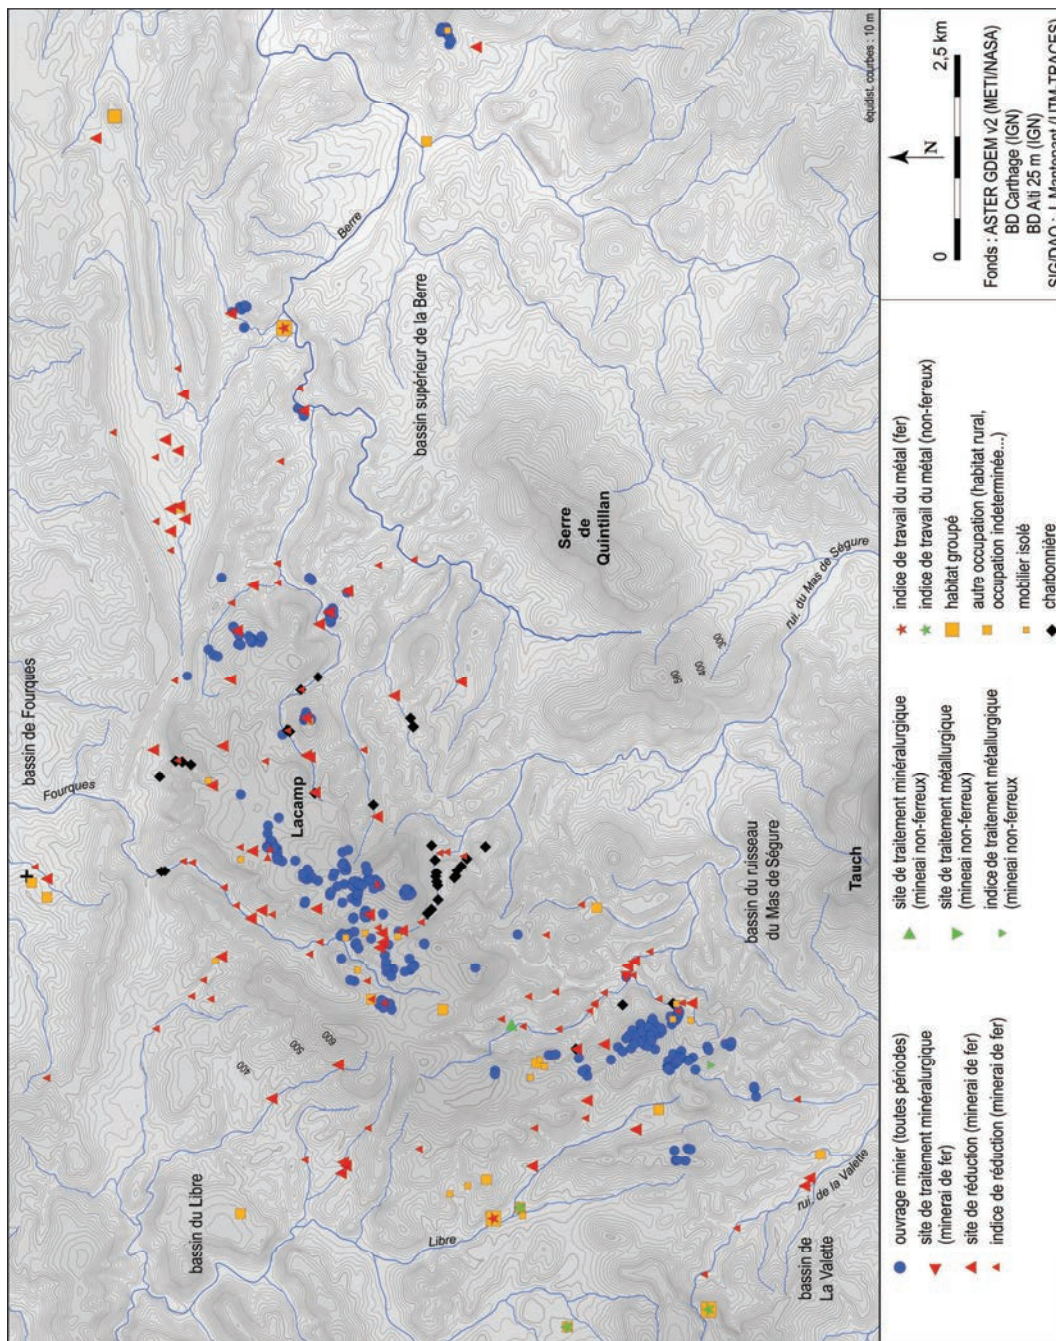 bassin de Fourques
Fourques
Berre
bassin supérieur de la Berre
Lacamp
Serre
de
Quintillan
rui. du Mas de Ségure
300
400
600
500
400
bassin du Libre
Libre
bassin du ruisseau
du Mas de Ségure
Tauch
rui. de la Valette
bassin de
La Valette
équidist. courbes : 10 m
ouvrage minier (toutes périodes)
site de traitement minéralurgique
(minerai de fer)
site de réduction (minerai de fer)
indice de réduction (minerai de fer)
site de traitement minéralurgique
(minerai non-ferreux)
site de traitement métallurgique
(minerai non-ferreux)
indice de traitement métallurgique
(minerai non-ferreux
indice de travail du métal (fer)
indice de travail du métal (non-ferreux)
habitat groupé
autre occupation (habitat rural,
occupation indeterminée...)
mobilier isolé
charbonnière
N
0
2,5 km
Fonds : ASTER GDEM v2 (METI/NASA)
BD Carthage (IGN)
BD Alti 25 m (IGN)
SIG/DAO : J. Mantenant (UTM-TRACES)